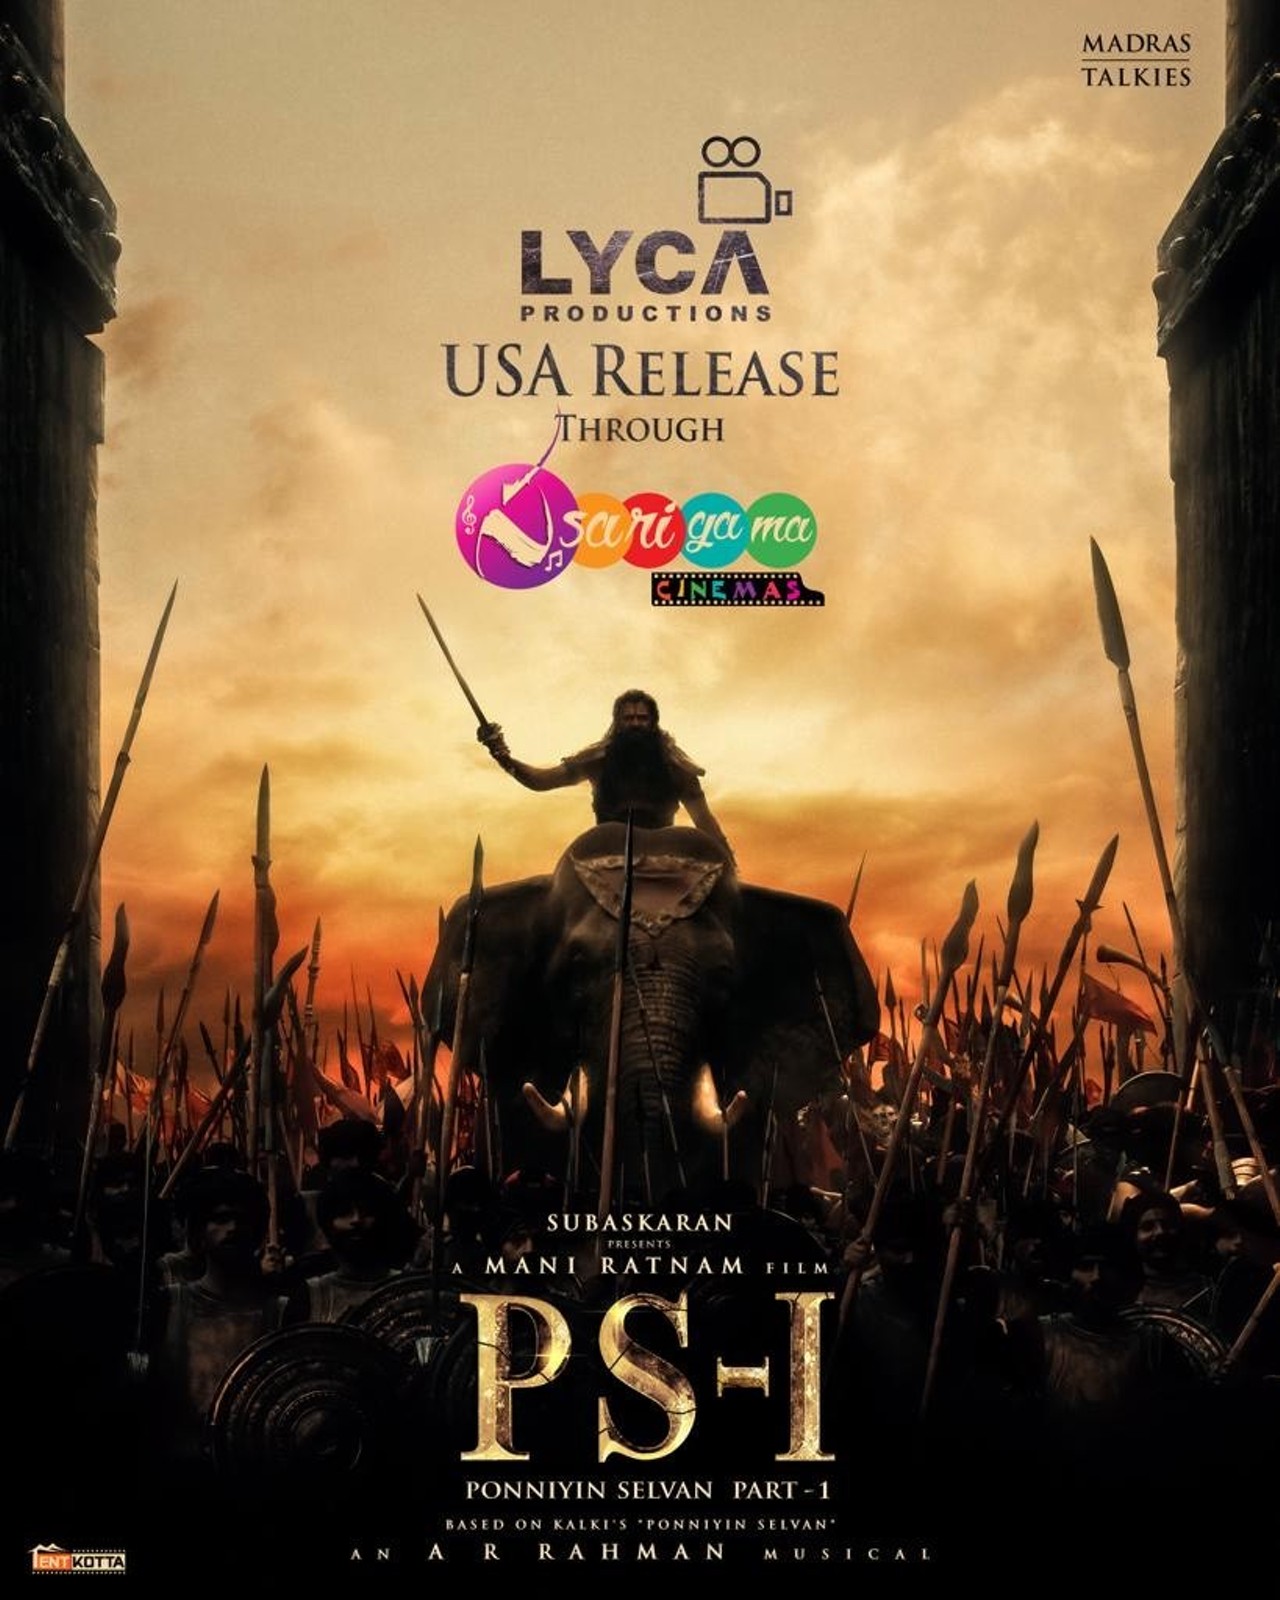 MADRAS
TALKIES
LYCA
PRODUCTIONS
USA RELEASE
THROUGH
sarigama
CINEMAS
SUBASKARAN
PRESENTS
A MANI RATNAM FILM
PS-I
PONNIYIN SELVAN PART-1
BASED ON KALKI'S "PONNIYIN SELVAN"
AN A R RAHMAN MUSICAL
TENTKOTTA